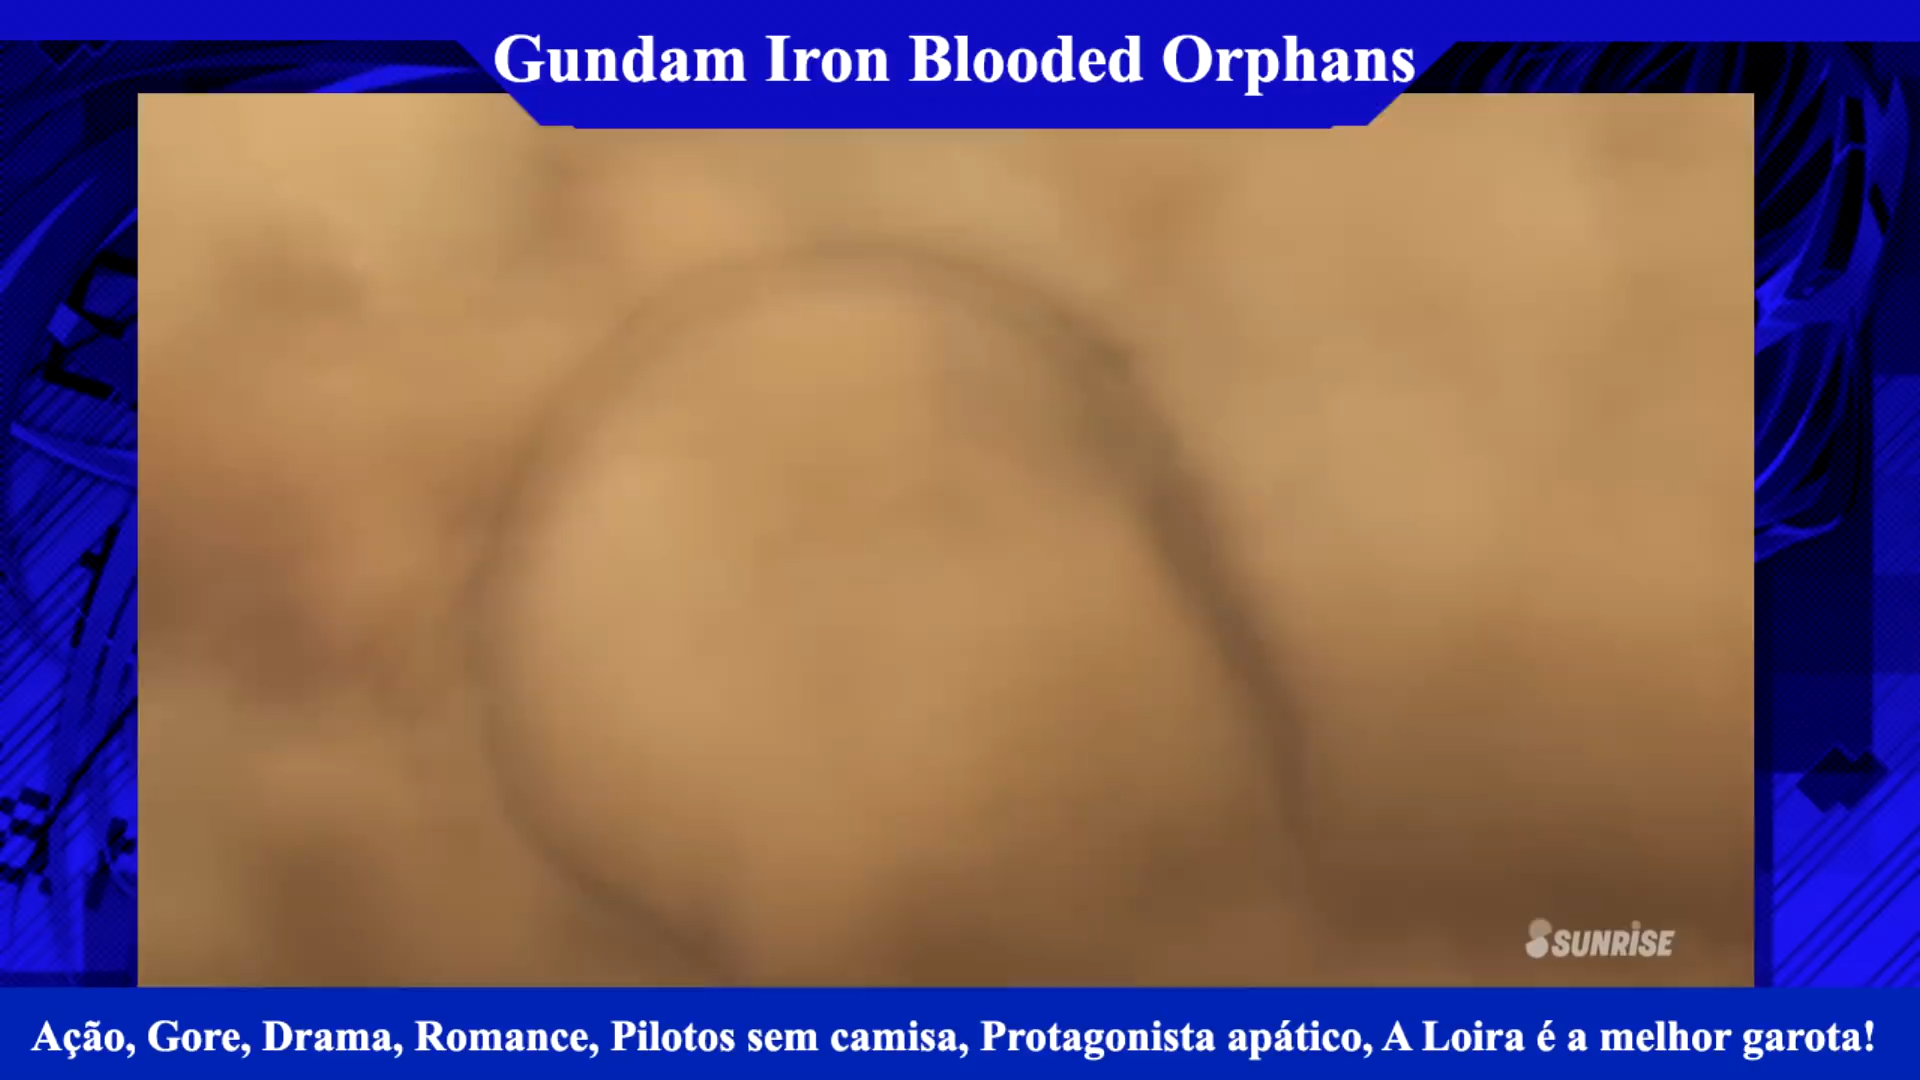 Gundam Iron Blooded Orphans
SUNRISE
Ação, Gore, Drama, Romance, Pilotos sem camisa, Protagonista apático, A Loira é a melhor garota!